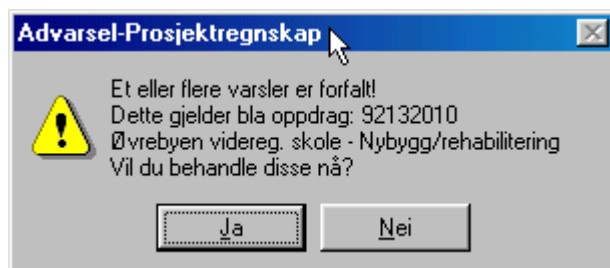 Advarsel-Prosjektregnskap
Et eller flere varsler er forfalt!
Dette gjelder bla oppdrag: 92132010
Øvrebyen videreg. skole - Nybygg/rehabilitering
Vil du behandle disse nå?
Ja
Nei